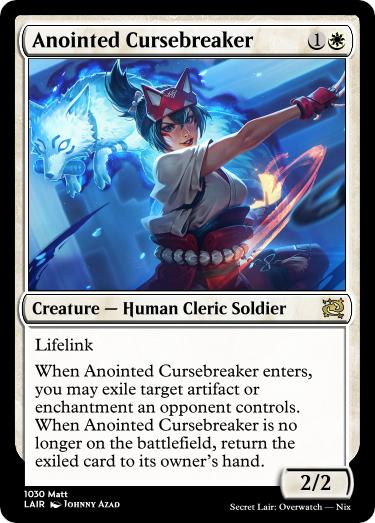 Anointed Cursebreaker 1
Creature — Human Cleric Soldier
Lifelink
When Anointed Cursebreaker enters,
you may exile target artifact or
enchantment an opponent controls.
When Anointed Cursebreaker is no
longer on the battlefield, return the
exiled card to its owner's hand.
2/2
1030 Matt
LAIR Johnny Azad
Secret Lair: Overwatch — Nix